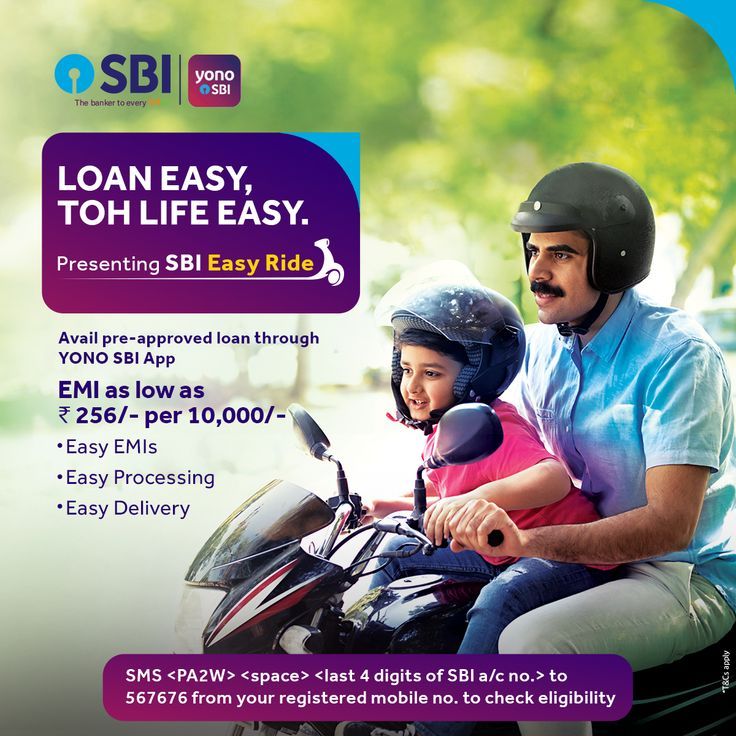 SBI
The banker to every
yono
SBI
LOAN EASY,
TOH LIFE EASY.
Presenting SBI Easy Ride
Avail pre-approved loan through
YONO SBI App
EMI as low as
₹ 256/- per 10,000/-
•Easy EMIs
•Easy Processing
•Easy Delivery
SMS <PA2W> <space> <last 4 digits of SBI a/c no.> to
567676 from your registered mobile no. to check eligibility
*T&Cs apply